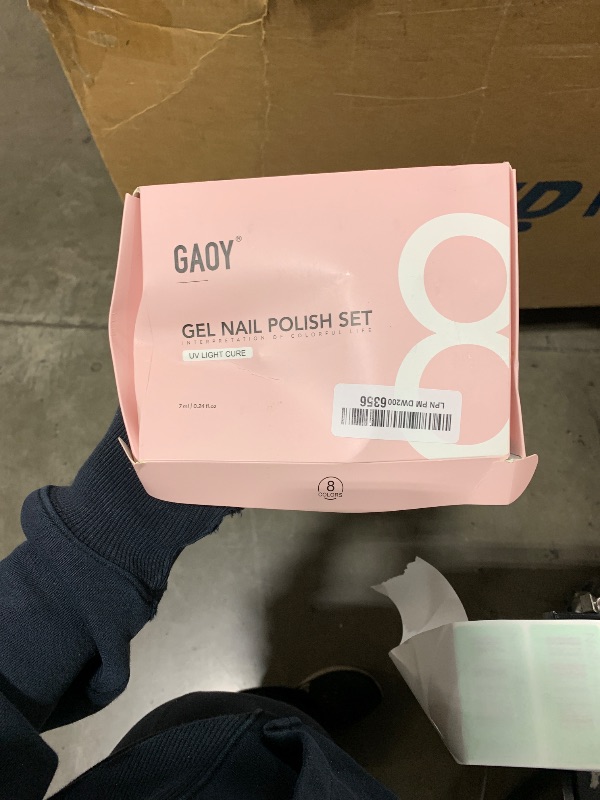 GAOY®
GEL NAIL POLISH SET
INTERPRETATION OF COLORFUL LIFE
UV LIGHT CURE
7 ml / 0.24 fl.oz
8
LPN PM DW200 6356
8
COLORS